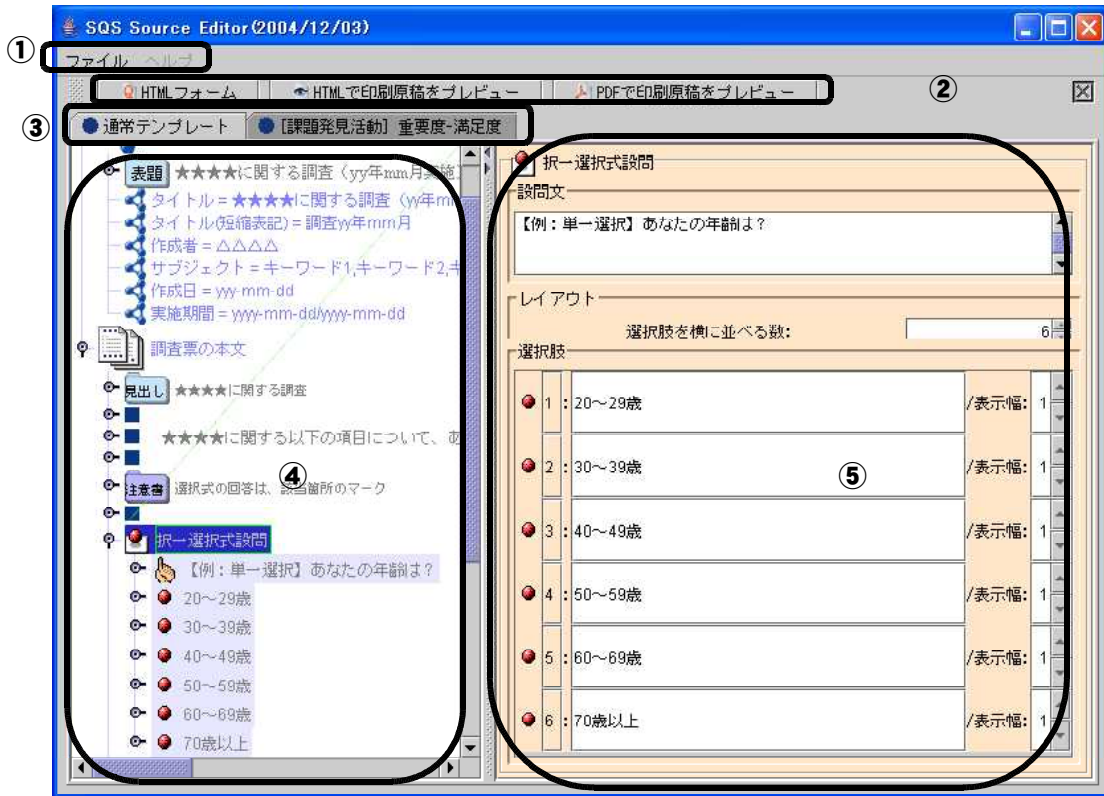 SQS Source Editor(2004/12/03)
①
ファイル ヘルプ
HTMLフォーム HTMLで印刷原稿をプレビュー PDFで印刷原稿をプレビュー
②
③
通常テンプレート [課題発見活動] 重要度-満足度
表題 ★★★★に関する調査(yy年mm月実施
タイトル = ★★★★に関する調査(yy年m
タイトル(短縮表記) = 調査yy年mm月
作成者 = △△△△
サブジェクト = キーワード1,キーワード2,キ
作成日 = yyy-mm-dd
実施期間 = yyyy-mm-dd/yyyy-mm-dd
調査票の本文
見出し ★★★★に関する調査
★★★★に関する以下の項目について、あ
④
注意書 選択式の回答は、該当箇所のマーク
択一選択式設問
【例:単一選択】あなたの年齢は?
20〜29歳
30〜39歳
40〜49歳
50〜59歳
60〜69歳
70歳以上
択一選択式設問
設問文
【例:単一選択】あなたの年齢は?
レイアウト
選択肢を横に並べる数: 6
選択肢
1 : 20〜29歳 /表示幅: 1
2 : 30〜39歳 /表示幅: 1
⑤
3 : 40〜49歳 /表示幅: 1
4 : 50〜59歳 /表示幅: 1
5 : 60〜69歳 /表示幅: 1
6 : 70歳以上 /表示幅: 1